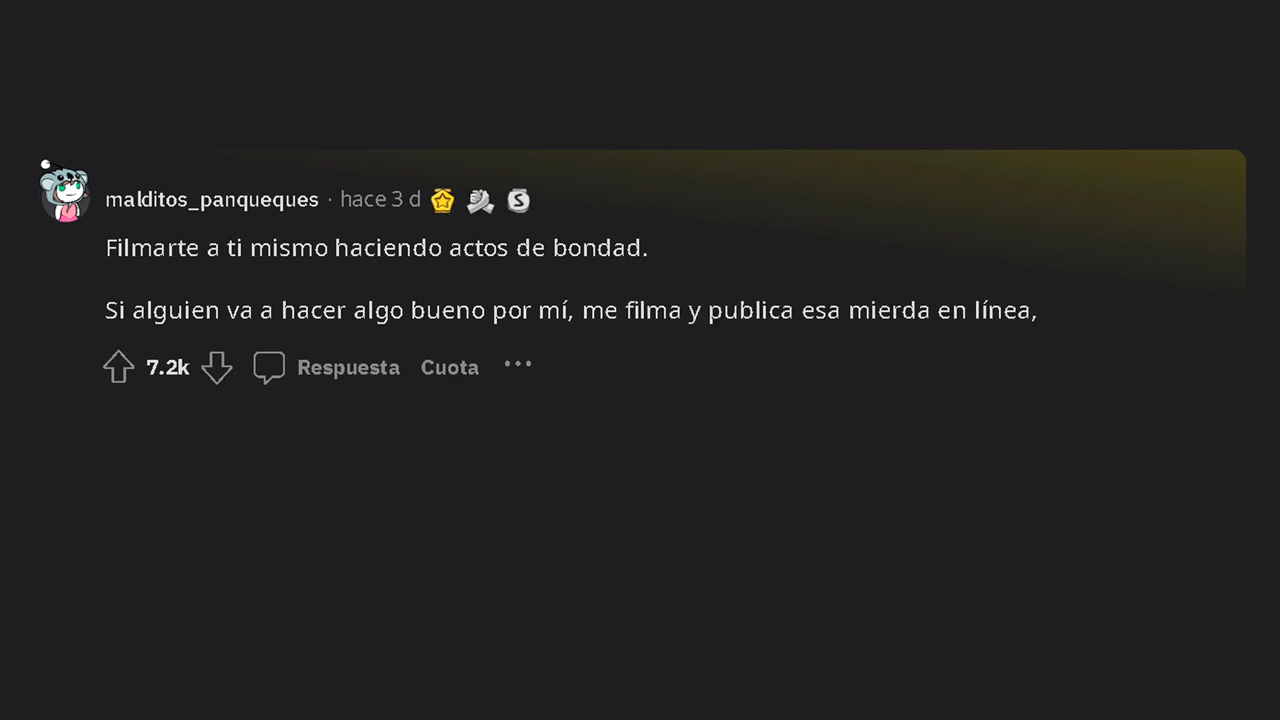 malditos_panqueques · hace 3 d
Filmarte a ti mismo haciendo actos de bondad.
Si alguien va a hacer algo bueno por mí, me filma y publica esa mierda en línea,
7.2k Respuesta Cuota ···